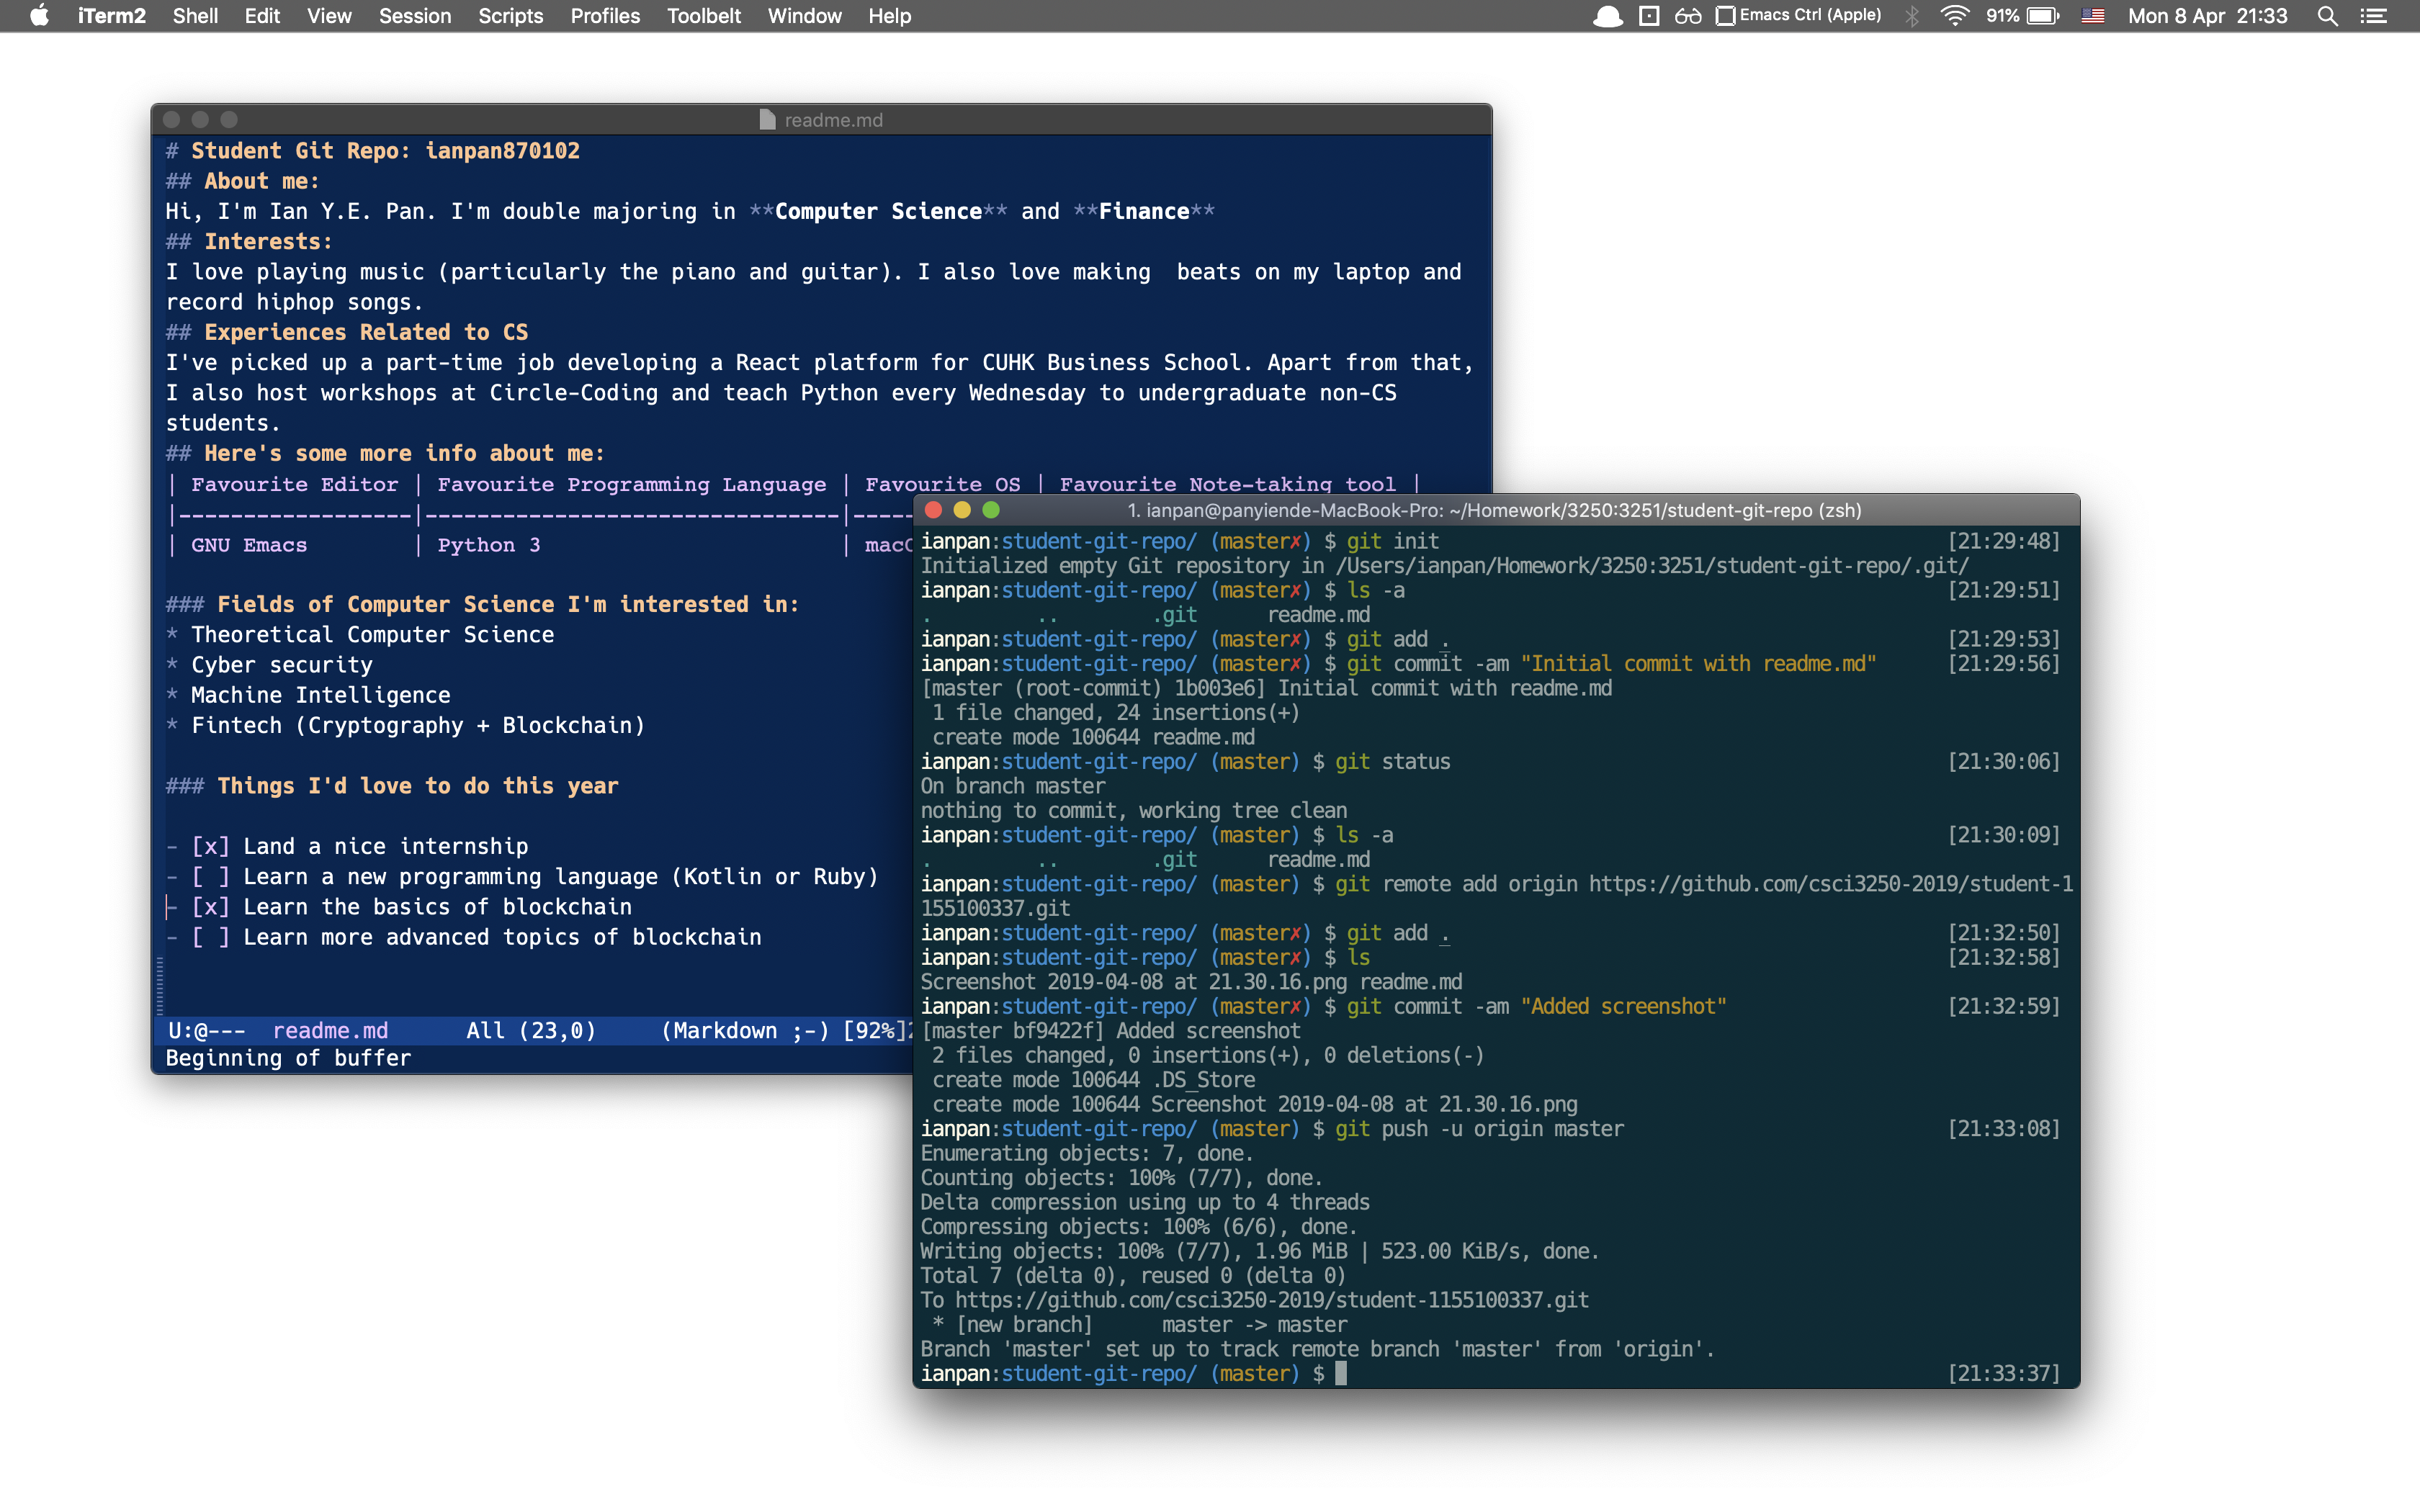 iTerm2 Shell Edit View Session Scripts Profiles Toolbelt Window Help Emacs Ctrl (Apple) 91% Mon 8 Apr 21:33
readme.md
# Student Git Repo: ianpan870102
## About me:
Hi, I'm Ian Y.E. Pan. I'm double majoring in **Computer Science** and **Finance**
## Interests:
I love playing music (particularly the piano and guitar). I also love making  beats on my laptop and
record hiphop songs.
## Experiences Related to CS
I've picked up a part-time job developing a React platform for CUHK Business School. Apart from that,
I also host workshops at Circle-Coding and teach Python every Wednesday to undergraduate non-CS
students.
## Here's some more info about me:
| Favourite Editor | Favourite Programming Language | Favourite OS | Favourite Note-taking tool |
|------------------|--------------------------------|----
| GNU Emacs        | Python 3                       | mac
### Fields of Computer Science I'm interested in:
* Theoretical Computer Science
* Cyber security
* Machine Intelligence
* Fintech (Cryptography + Blockchain)
### Things I'd love to do this year
- [x] Land a nice internship
- [ ] Learn a new programming language (Kotlin or Ruby)
- [x] Learn the basics of blockchain
- [ ] Learn more advanced topics of blockchain
U:@---  readme.md      All (23,0)     (Markdown ;-) [92%]
Beginning of buffer
1. ianpan@panyiende-MacBook-Pro: ~/Homework/3250:3251/student-git-repo (zsh)
ianpan:student-git-repo/ (master✗) $ git init [21:29:48]
Initialized empty Git repository in /Users/ianpan/Homework/3250:3251/student-git-repo/.git/
ianpan:student-git-repo/ (master✗) $ ls -a [21:29:51]
.         ..        .git      readme.md
ianpan:student-git-repo/ (master✗) $ git add . [21:29:53]
ianpan:student-git-repo/ (master✗) $ git commit -am "Initial commit with readme.md" [21:29:56]
[master (root-commit) 1b003e6] Initial commit with readme.md
 1 file changed, 24 insertions(+)
 create mode 100644 readme.md
ianpan:student-git-repo/ (master) $ git status [21:30:06]
On branch master
nothing to commit, working tree clean
ianpan:student-git-repo/ (master) $ ls -a [21:30:09]
.         ..        .git      readme.md
ianpan:student-git-repo/ (master) $ git remote add origin https://github.com/csci3250-2019/student-1
155100337.git
ianpan:student-git-repo/ (master✗) $ git add . [21:32:50]
ianpan:student-git-repo/ (master✗) $ ls [21:32:58]
Screenshot 2019-04-08 at 21.30.16.png readme.md
ianpan:student-git-repo/ (master✗) $ git commit -am "Added screenshot" [21:32:59]
[master bf9422f] Added screenshot
 2 files changed, 0 insertions(+), 0 deletions(-)
 create mode 100644 .DS_Store
 create mode 100644 Screenshot 2019-04-08 at 21.30.16.png
ianpan:student-git-repo/ (master) $ git push -u origin master [21:33:08]
Enumerating objects: 7, done.
Counting objects: 100% (7/7), done.
Delta compression using up to 4 threads
Compressing objects: 100% (6/6), done.
Writing objects: 100% (7/7), 1.96 MiB | 523.00 KiB/s, done.
Total 7 (delta 0), reused 0 (delta 0)
To https://github.com/csci3250-2019/student-1155100337.git
 * [new branch]      master -> master
Branch 'master' set up to track remote branch 'master' from 'origin'.
ianpan:student-git-repo/ (master) $ [21:33:37]